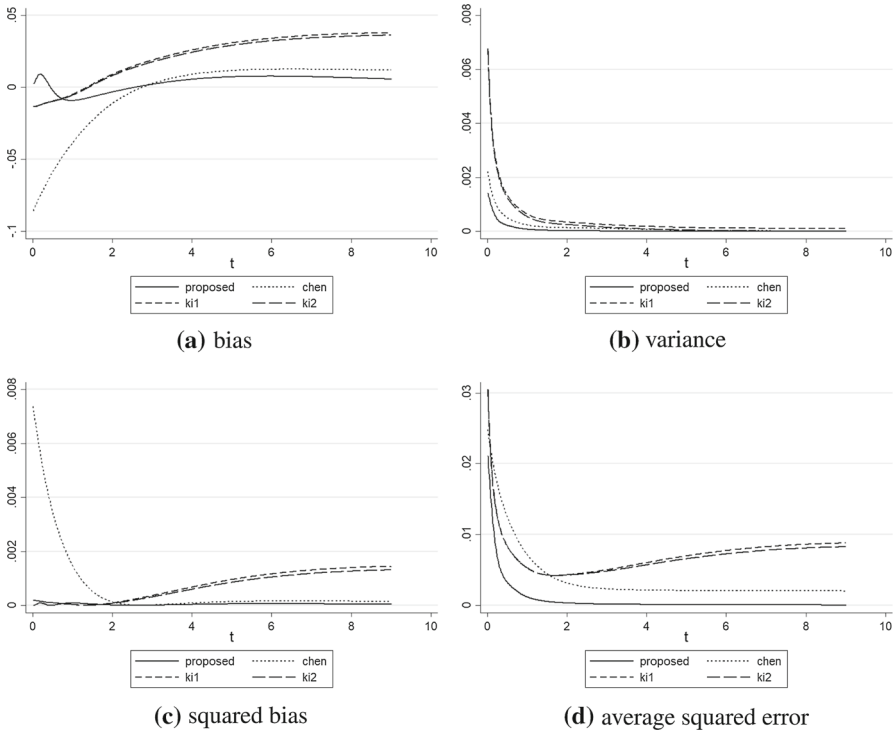 .05
0
-.05
-.1
0 2 4 6 8 10
t
proposed chen
ki1 ki2
(a) bias
.008
.006
.004
.002
0
0 2 4 6 8 10
t
proposed chen
ki1 ki2
(b) variance
.008
.006
.004
.002
0
0 2 4 6 8 10
t
proposed chen
ki1 ki2
(c) squared bias
.03
.02
.01
0
0 2 4 6 8 10
t
proposed chen
ki1 ki2
(d) average squared error